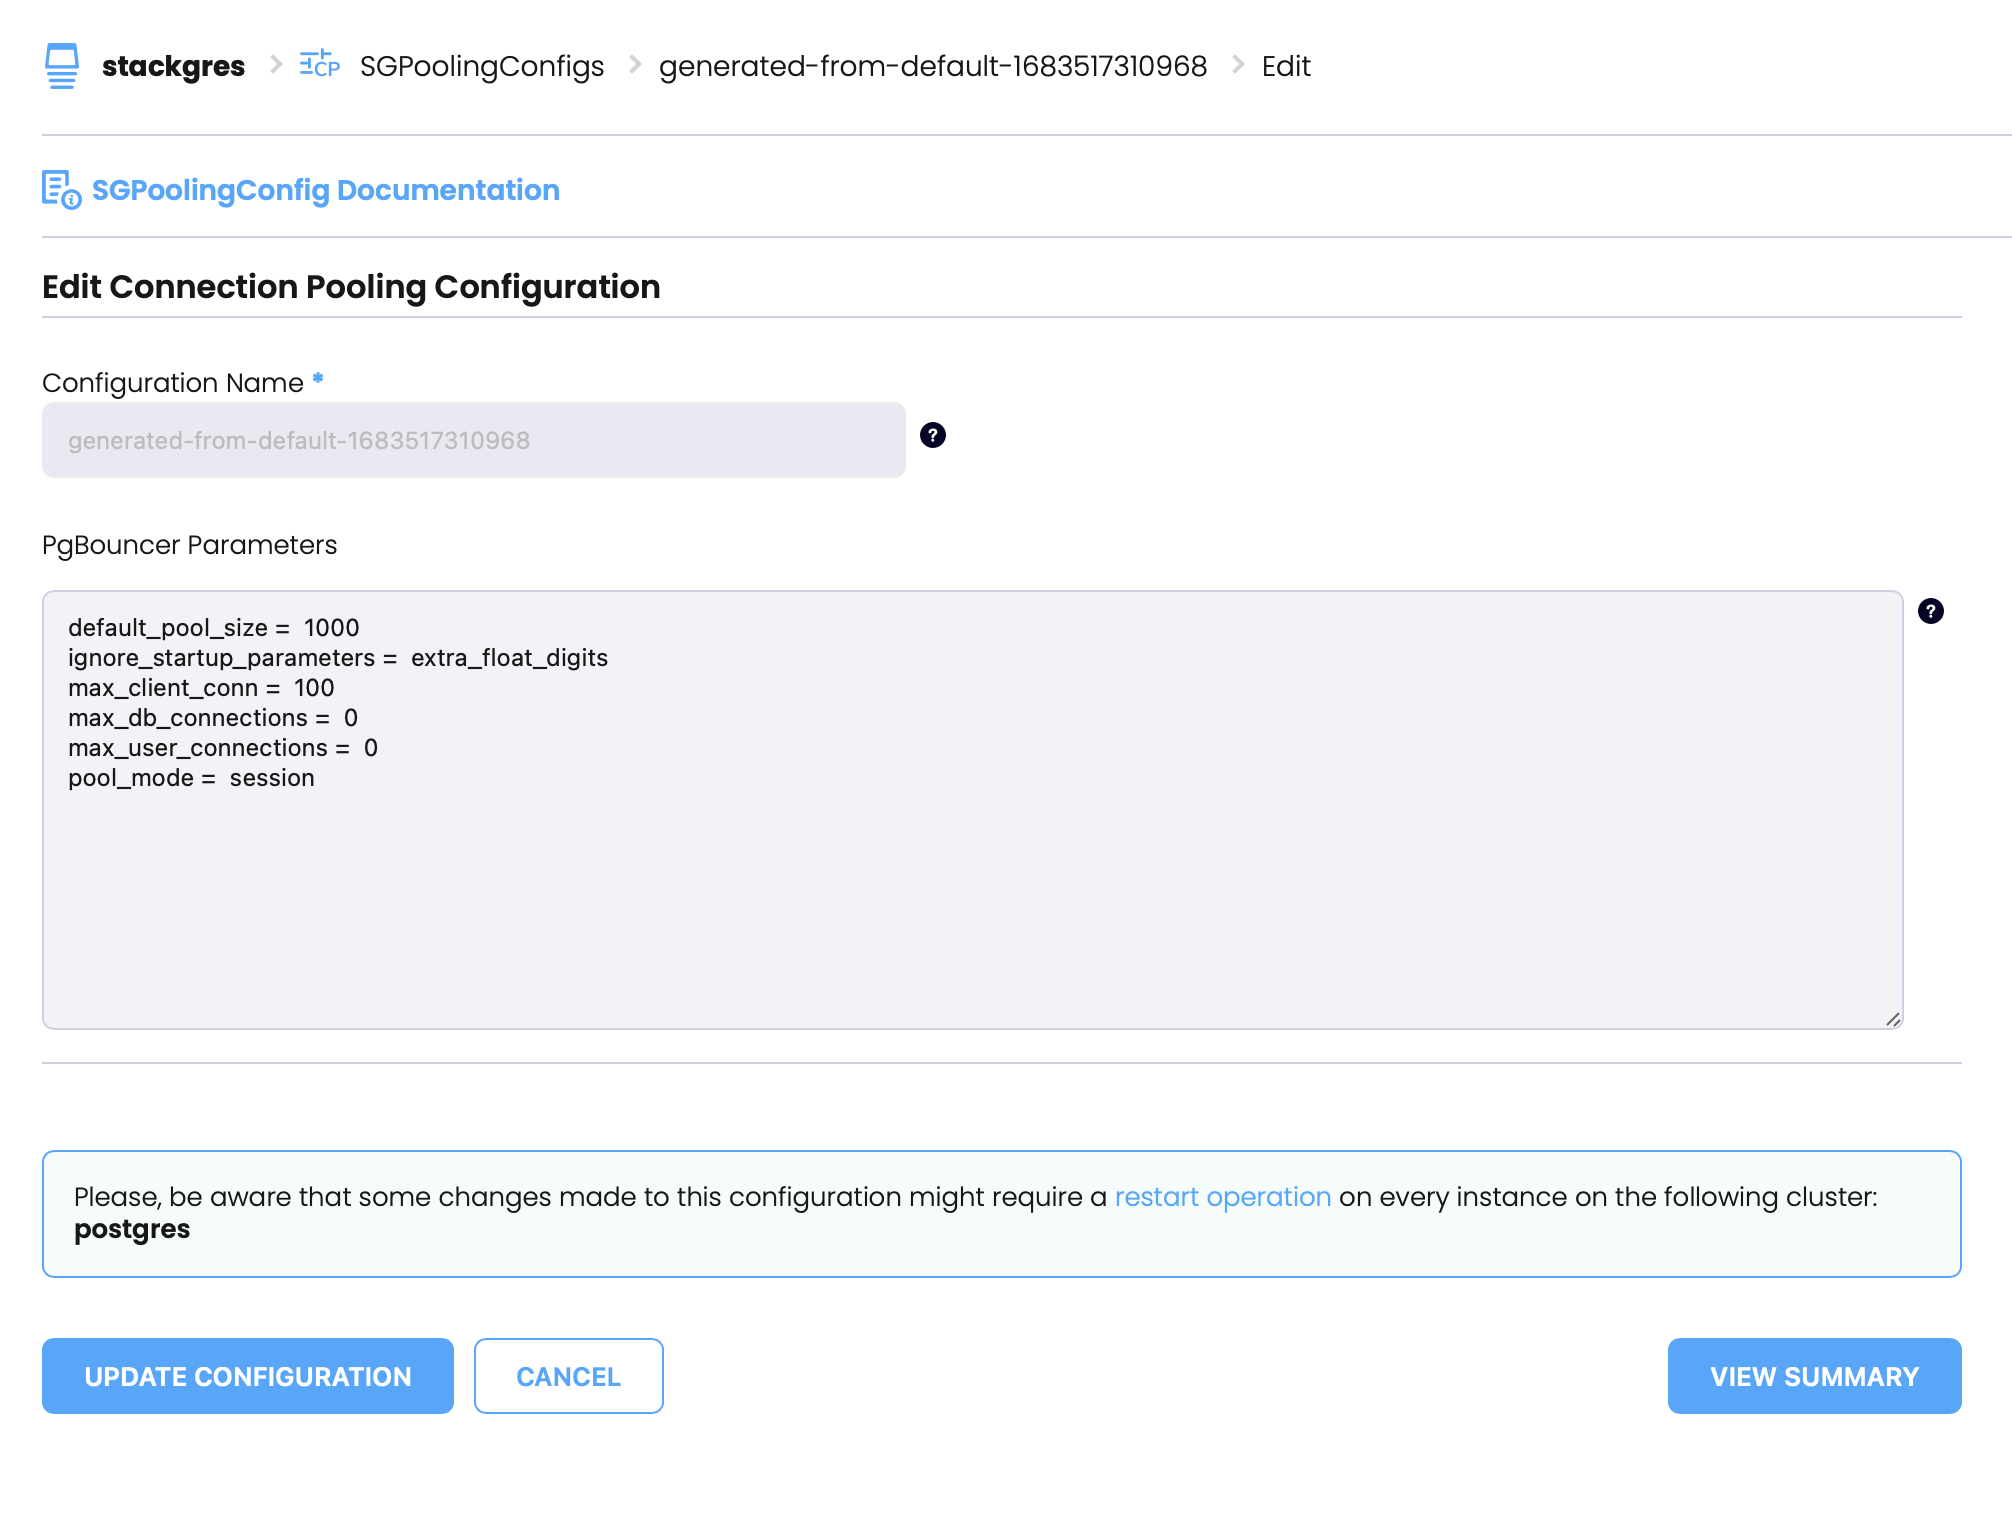 stackgres > CP SGPoolingConfigs > generated-from-default-1683517310968 > Edit
SGPoolingConfig Documentation
Edit Connection Pooling Configuration
Configuration Name *
generated-from-default-1683517310968 ?
PgBouncer Parameters
?
default_pool_size = 1000
ignore_startup_parameters = extra_float_digits
max_client_conn = 100
max_db_connections = 0
max_user_connections = 0
pool_mode = session
Please, be aware that some changes made to this configuration might require a restart operation on every instance on the following cluster:
postgres
UPDATE CONFIGURATION CANCEL VIEW SUMMARY